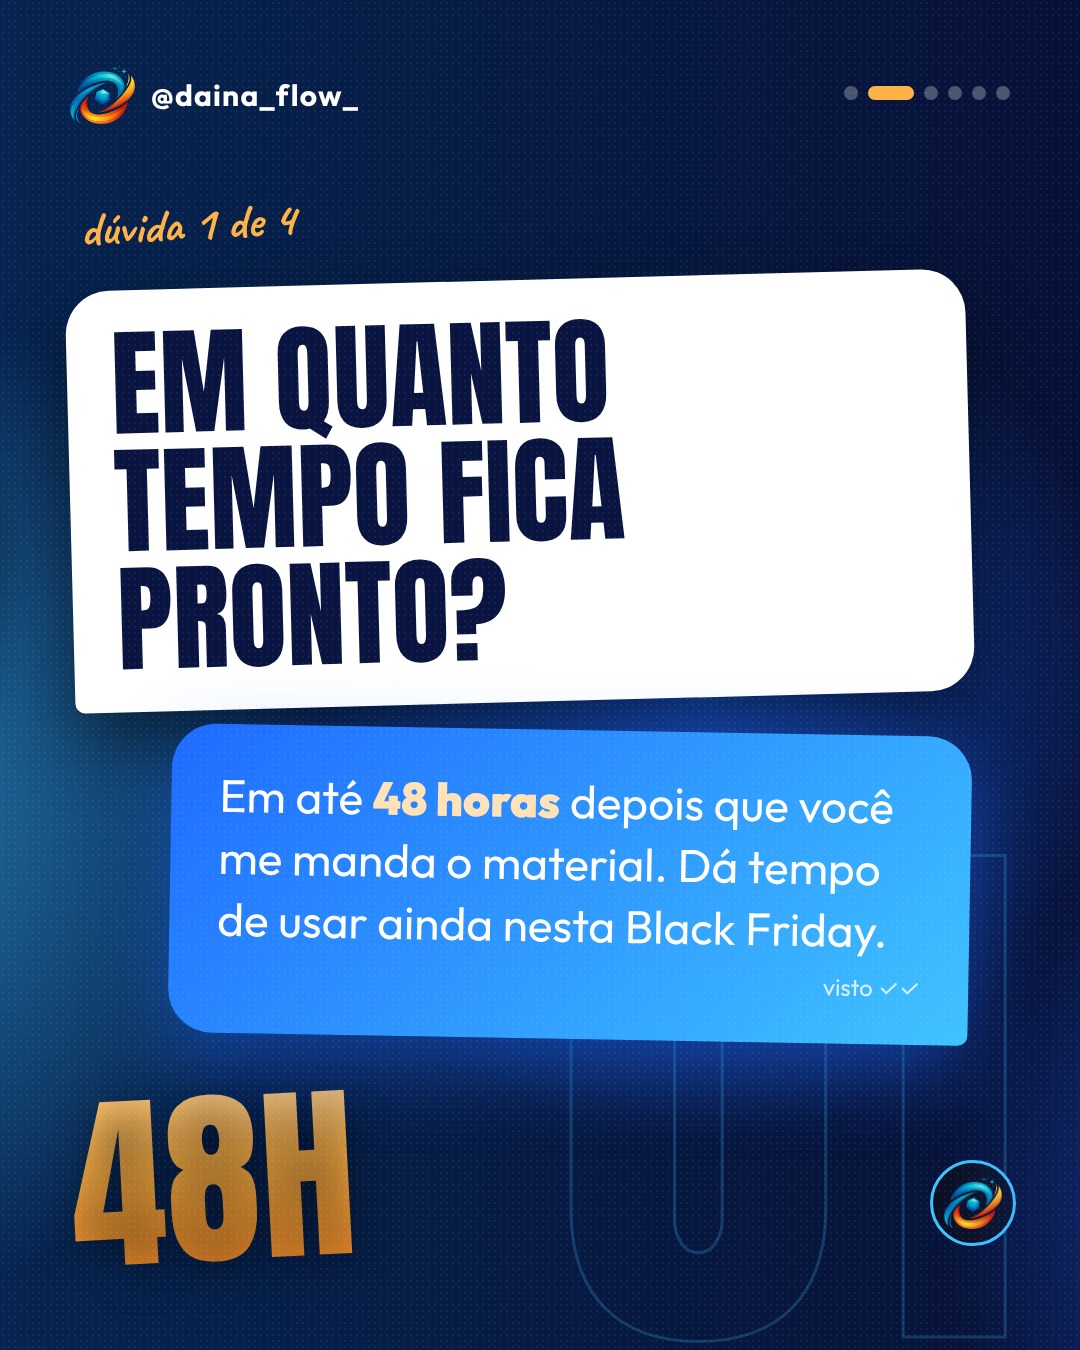 @daina_flow_
dúvida 1 de 4
EM QUANTO
TEMPO FICA
PRONTO?
Em até 48 horas depois que você
me manda o material. Dá tempo
de usar ainda nesta Black Friday.
visto ✓✓
48H
01